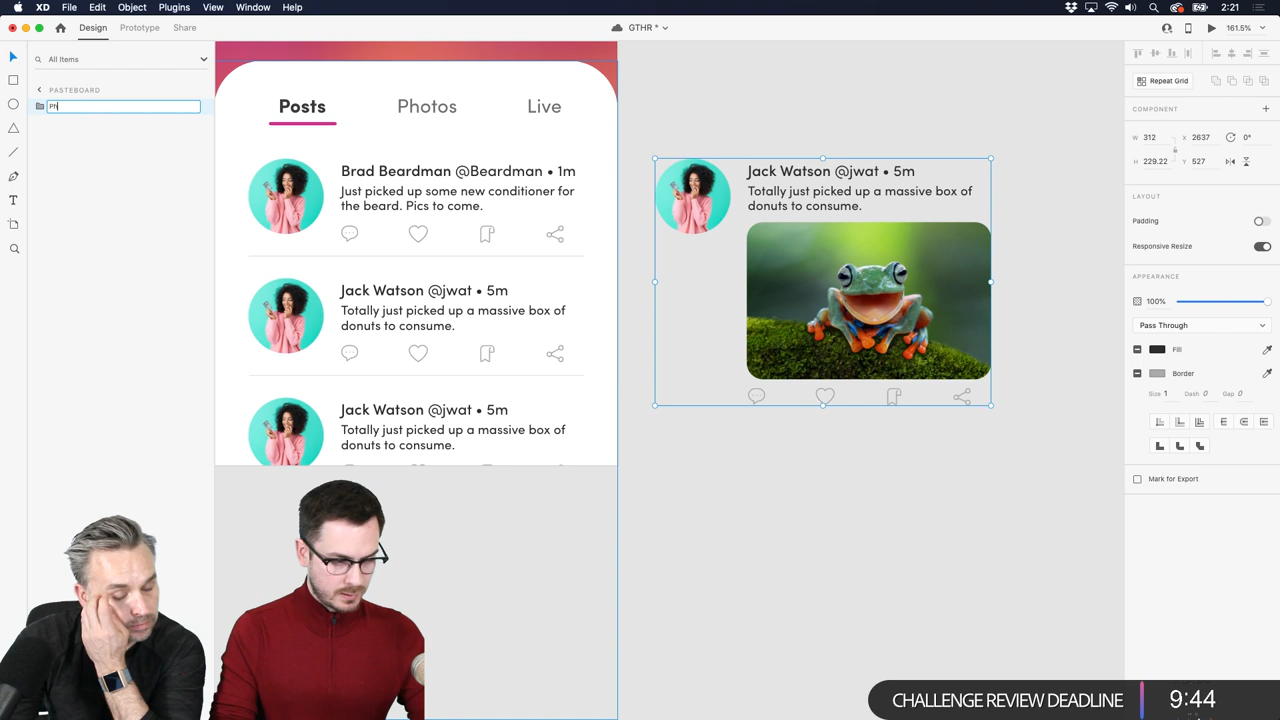 XD File Edit Object Plugins View Window Help 2:21
Design Prototype Share GTHR * 161.5%
All Items
PASTEBOARD
Ph
Posts Photos Live
Brad Beardman @Beardman • 1m
Just picked up some new conditioner for
the beard. Pics to come.
Jack Watson @jwat • 5m
Totally just picked up a massive box of
donuts to consume.
Jack Watson @jwat • 5m
Totally just picked up a massive box of
donuts to consume.
Jack Watson @jwat • 5m
Totally just picked up a massive box of
donuts to consume.
Repeat Grid
COMPONENT
W 312 X 2637 0°
H 229.22 Y 527
LAYOUT
Padding
Responsive Resize
APPEARANCE
100%
Pass Through
Fill
Border
Size 1 Dash 0 Gap 0
Mark for Export
CHALLENGE REVIEW DEADLINE 9:44